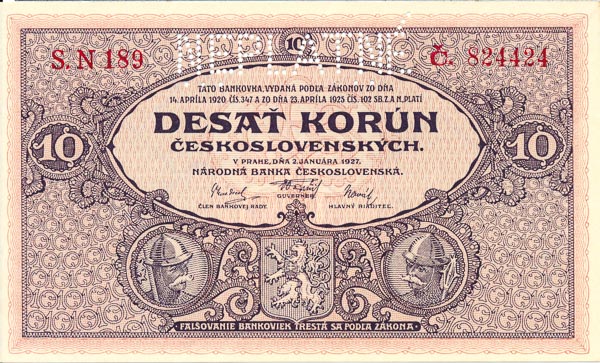 NEPLATNÉ
S.N 189
10
Č. 824424
TATO BANKOVKA, VYDANÁ PODĽA ZÁKONOV ZO DŇA
14. APRÍLA 1920, ČÍS. 347 A ZO DŇA 23. APRÍLA 1925 ČÍS. 102 SB. Z. A N. PLATÍ
DESAŤ KORÚN
ČESKOSLOVENSKÝCH.
10
10
V PRAHE, DŇA 2. JANUÁRA 1927.
NÁRODNÁ BANKA ČESKOSLOVENSKÁ.
ČLEN BANKOVEJ RADY.
GUVERNER.
HLAVNÝ RIADITEĽ.
FALŠOVANIE BANKOVIEK TRESTÁ SA PODĽA ZÁKONA